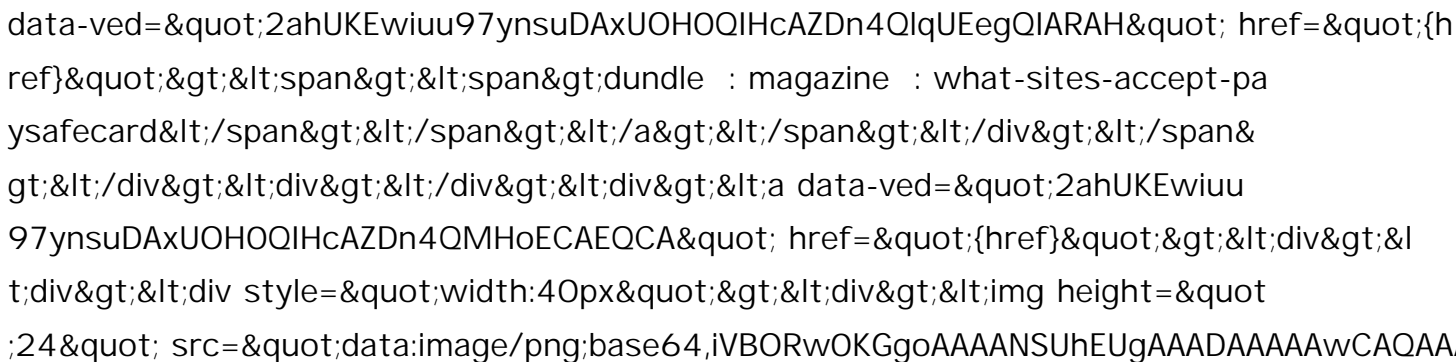 data-ved=&quot;2ahUKEwiuu97ynsuDAxUOH0QIHcAZDn4QIqUEegQIARAH&quot; href=&quot;{h
ref}&quot;&gt;&lt;span&gt;&lt;span&gt;dundle : magazine : what-sites-accept-pa
ysafecard&lt;/span&gt;&lt;/span&gt;&lt;/a&gt;&lt;/span&gt;&lt;/div&gt;&lt;/span&
gt;&lt;/div&gt;&lt;div&gt;&lt;/div&gt;&lt;div&gt;&lt;a data-ved=&quot;2ahUKEwiuu
97ynsuDAxUOH0QIHcAZDn4QMHoECAEQCA&quot; href=&quot;{href}&quot;&gt;&lt;div&gt;&l
t;div&gt;&lt;div style=&quot;width:40px&quot;&gt;&lt;div&gt;&lt;img height=&quot
;24&quot; src=&quot;data:image/png;base64,iVBORw0KGgoAAAANSUhEUgAAADAAAAAwCAQAA